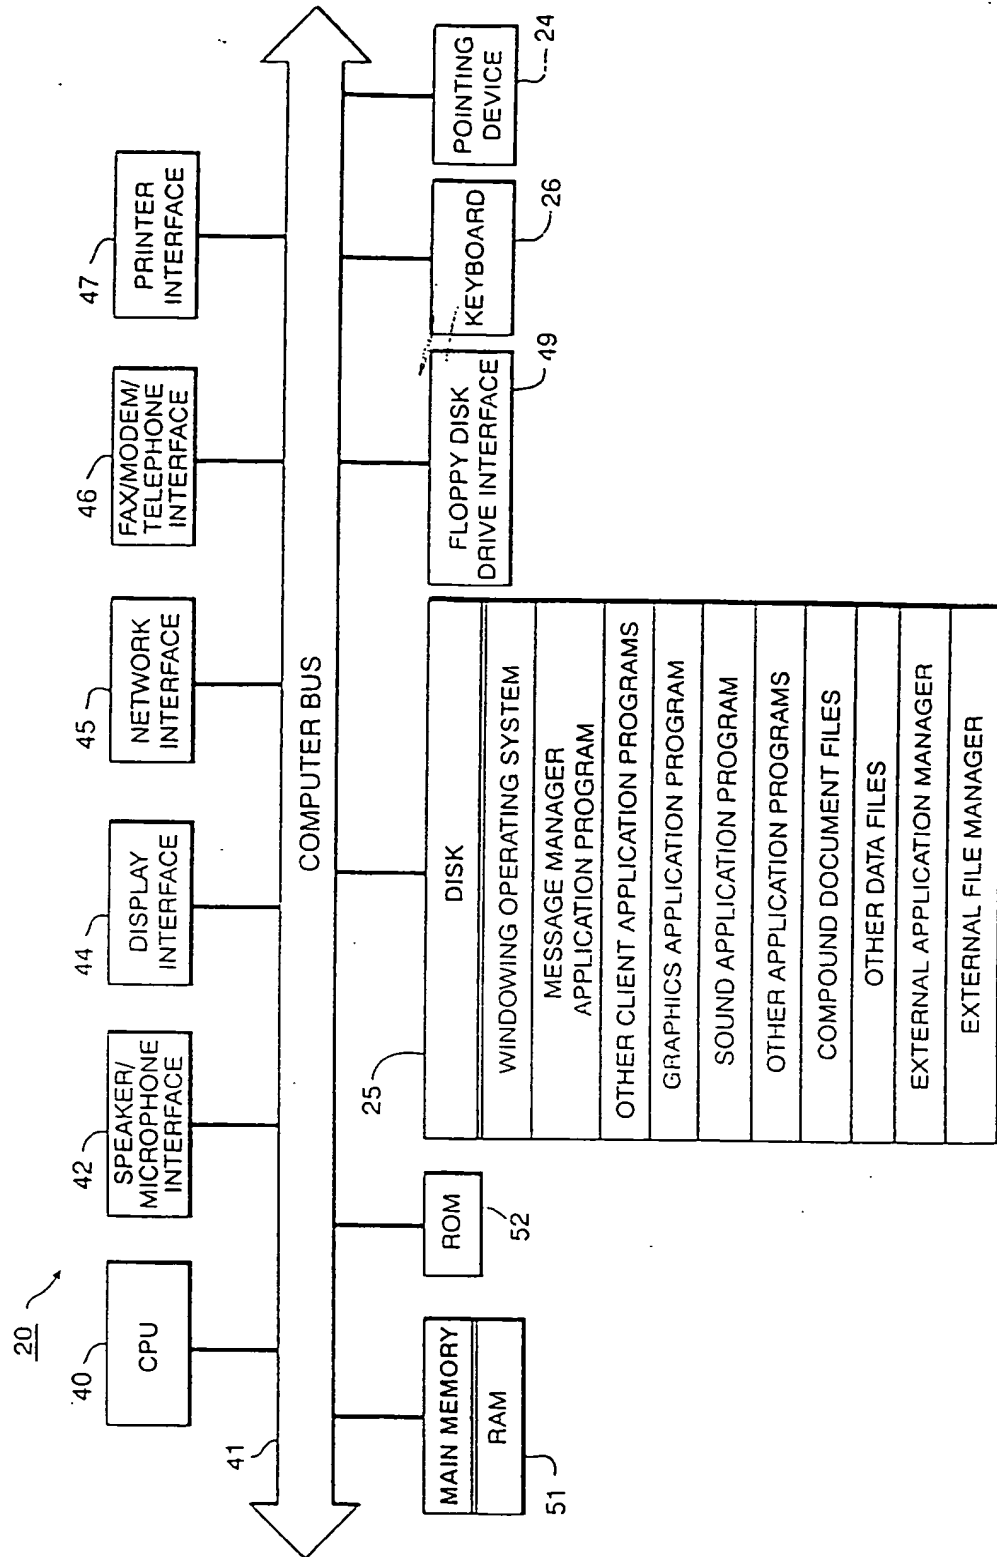 20
40
CPU
42
SPEAKER/
MICROPHONE
INTERFACE
44
DISPLAY
INTERFACE
45
NETWORK
INTERFACE
46
FAX/MODEM/
TELEPHONE
INTERFACE
47
PRINTER
INTERFACE
41
COMPUTER BUS
MAIN MEMORY
RAM
51
ROM
52
25
DISK
WINDOWING OPERATING SYSTEM
MESSAGE MANAGER
APPLICATION PROGRAM
OTHER CLIENT APPLICATION PROGRAMS
GRAPHICS APPLICATION PROGRAM
SOUND APPLICATION PROGRAM
OTHER APPLICATION PROGRAMS
COMPOUND DOCUMENT FILES
OTHER DATA FILES
EXTERNAL APPLICATION MANAGER
EXTERNAL FILE MANAGER
FLOPPY DISK
DRIVE INTERFACE
49
KEYBOARD
26
POINTING
DEVICE
24